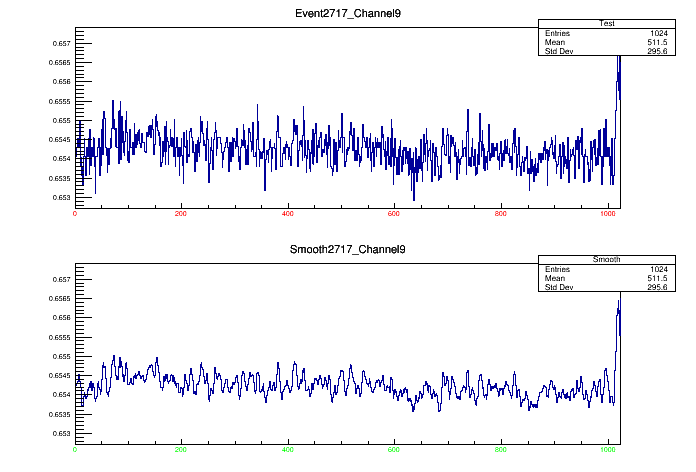 Event2717_Channel9
Test
Entries 1024
Mean 511.5
Std Dev 295.6
0.657
0.6565
0.656
0.6555
0.655
0.6545
0.654
0.6535
0.653
0 200 400 600 800 1000
Smooth2717_Channel9
Smooth
Entries 1024
Mean 511.5
Std Dev 295.6
0.657
0.6565
0.656
0.6555
0.655
0.6545
0.654
0.6535
0.653
0 200 400 600 800 1000